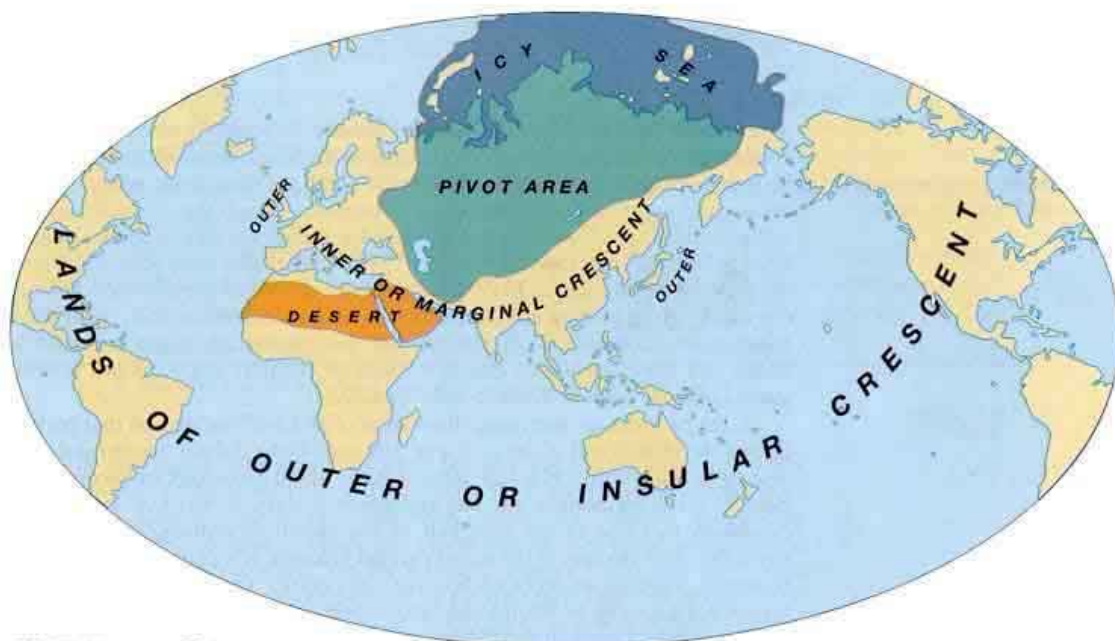 ICY SEA
PIVOT AREA
OUTER
INNER OR MARGINAL CRESCENT
OUTER
DESERT
LANDS OF OUTER OR INSULAR CRESCENT